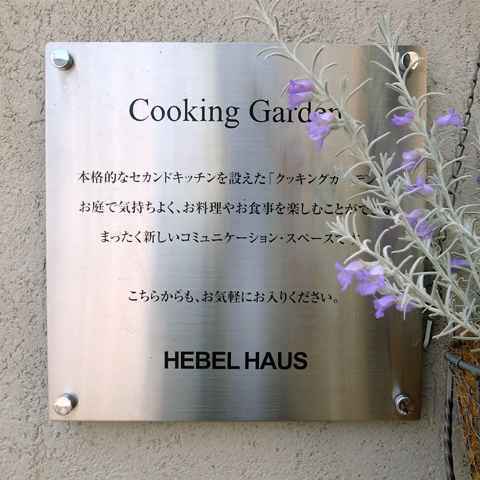 Cooking Garden
本格的なセカンドキッチンを設えた「クッキングガ
お庭で気持ちよく、お料理やお食事を楽しむことがで
まったく新しいコミュニケーション・スペース
こちらからも、お気軽にお入りください。
HEBEL HAUS